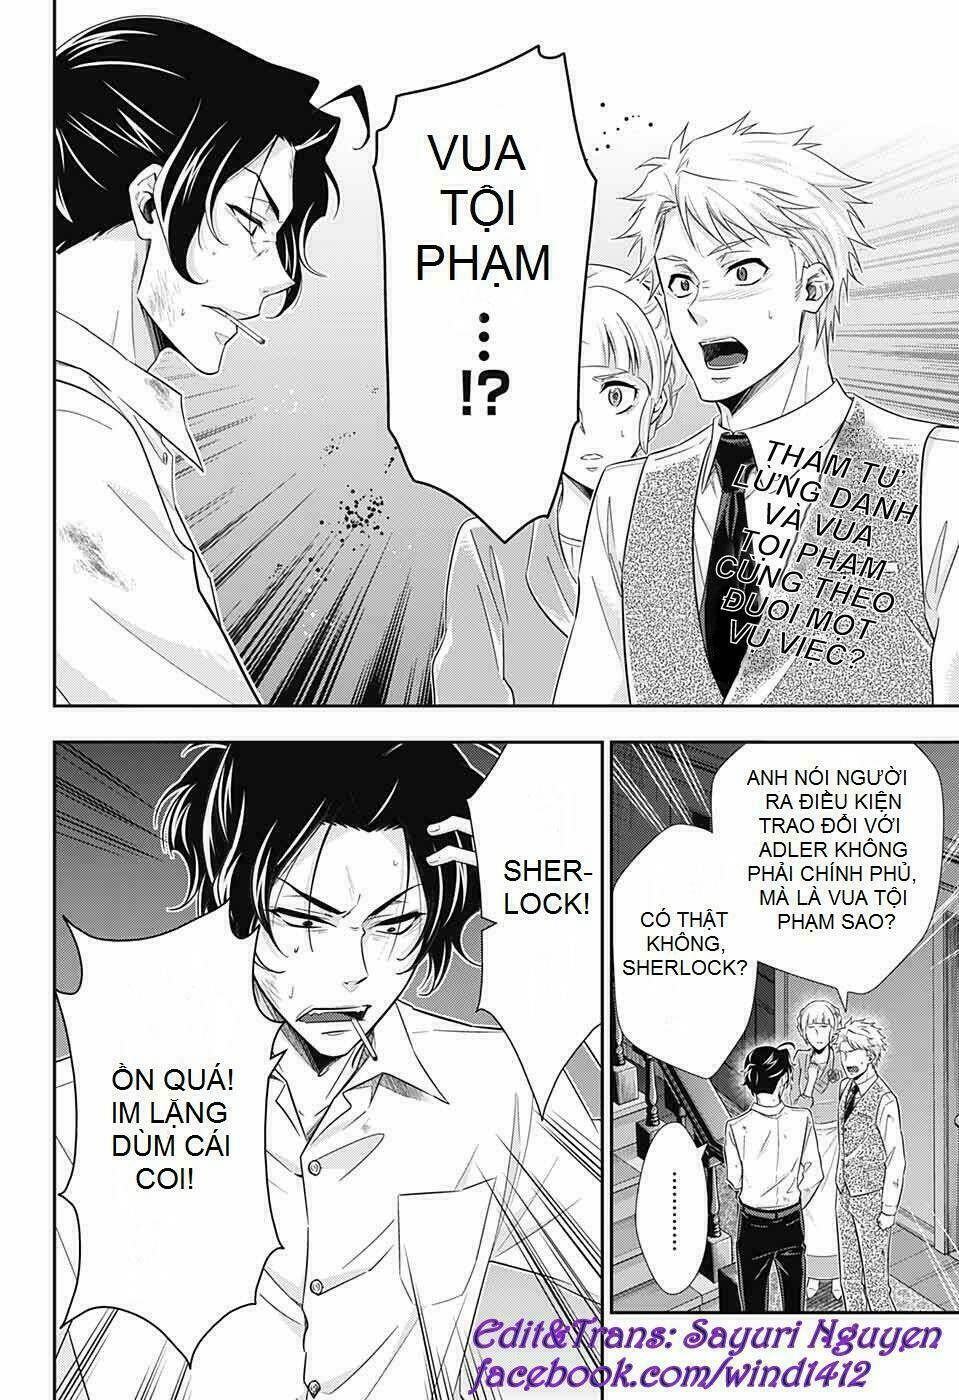 VUA
TỘI
PHẠM
......
!?
THÁM TỬ
LỪNG DANH
VÀ VUA
TỘI PHẠM
CÙNG THEO
ĐUỔI MỘT
VỤ VIỆC?
ANH NÓI NGƯỜI
RA ĐIỀU KIỆN
TRAO ĐỔI VỚI
ADLER KHÔNG
PHẢI CHÍNH PHỦ,
MÀ LÀ VUA TỘI
PHẠM SAO?
CÓ THẬT
KHÔNG,
SHERLOCK?
.........
SHER-
LOCK!
ỒN QUÁ!
IM LẶNG
DÙM CÁI
COI!
Edit&Trans: Sayuri Nguyen
facebook.com/wind1412